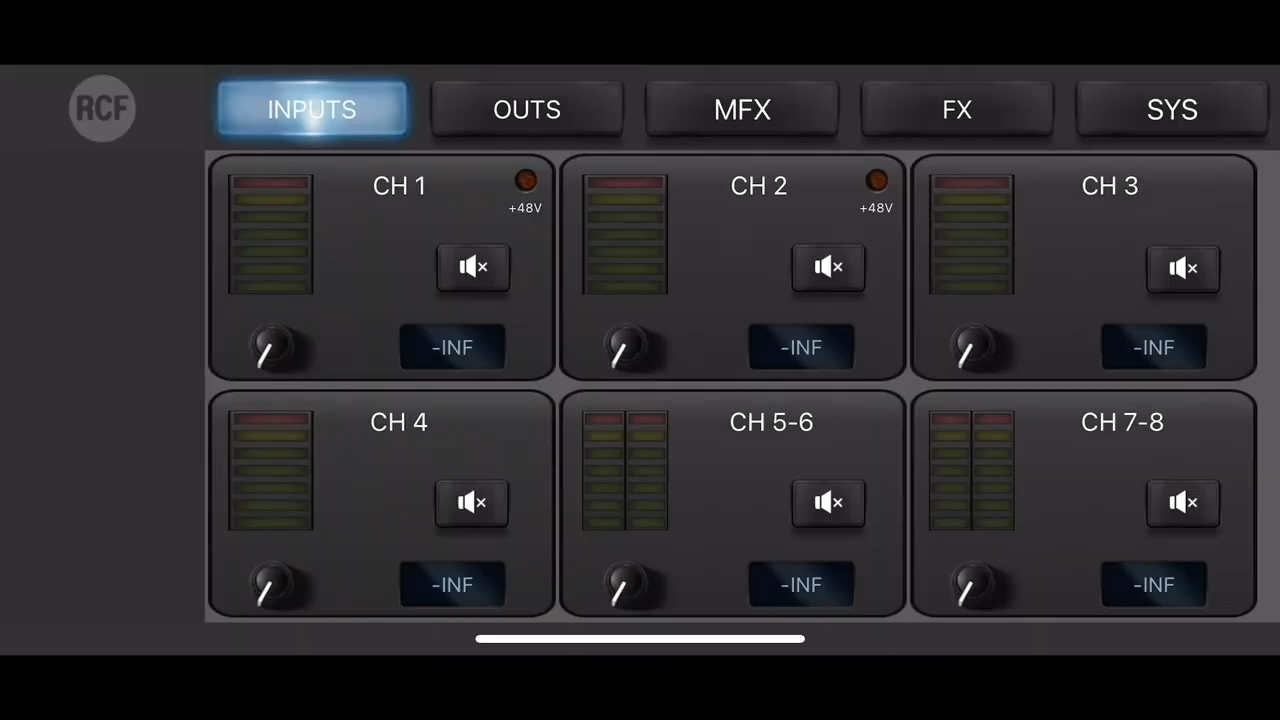 RCF
INPUTS
OUTS
MFX
FX
SYS
CH 1
+48V
-INF
CH 2
+48V
-INF
CH 3
-INF
CH 4
-INF
CH 5-6
-INF
CH 7-8
-INF